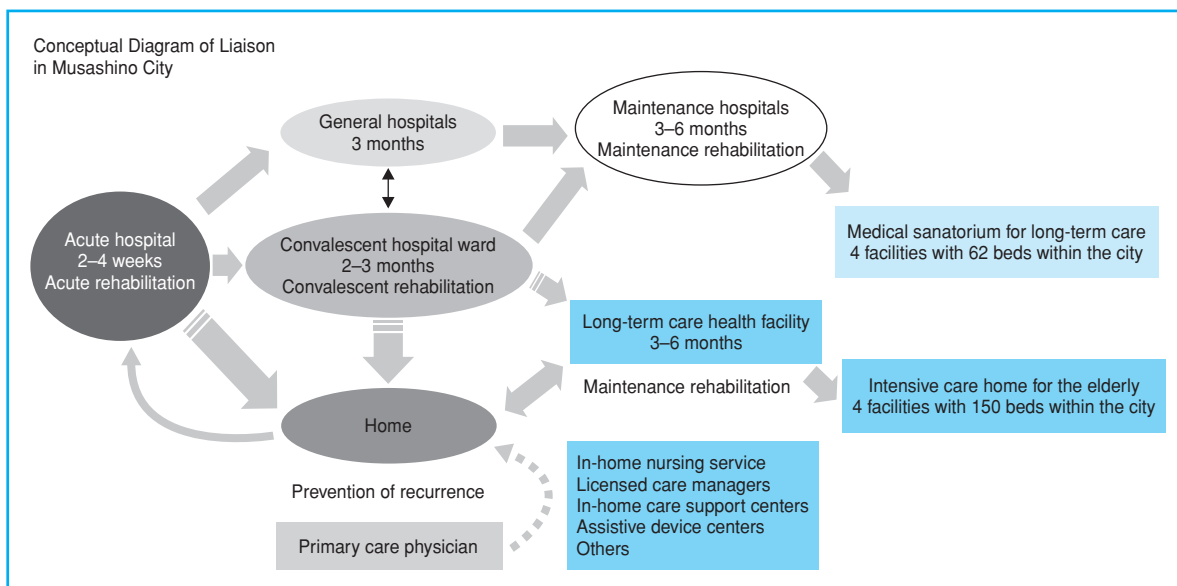 Conceptual Diagram of Liaison
in Musashino City
General hospitals
3 months
Maintenance hospitals
3–6 months
Maintenance rehabilitation
Acute hospital
2–4 weeks
Acute rehabilitation
Convalescent hospital ward
2–3 months
Convalescent rehabilitation
Medical sanatorium for long-term care
4 facilities with 62 beds within the city
Long-term care health facility
3–6 months
Maintenance rehabilitation
Intensive care home for the elderly
4 facilities with 150 beds within the city
Home
Prevention of recurrence
Primary care physician
In-home nursing service
Licensed care managers
In-home care support centers
Assistive device centers
Others